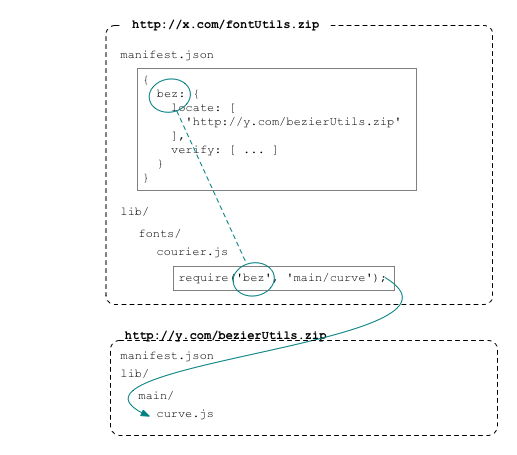 http://x.com/fontUtils.zip
manifest.json
{
bez: {
locate: [
'http://y.com/bezierUtils.zip'
],
verify: [ ... ]
}
}
lib/
fonts/
courier.js
require('bez', 'main/curve');
http://y.com/bezierUtils.zip
manifest.json
lib/
main/
curve.js